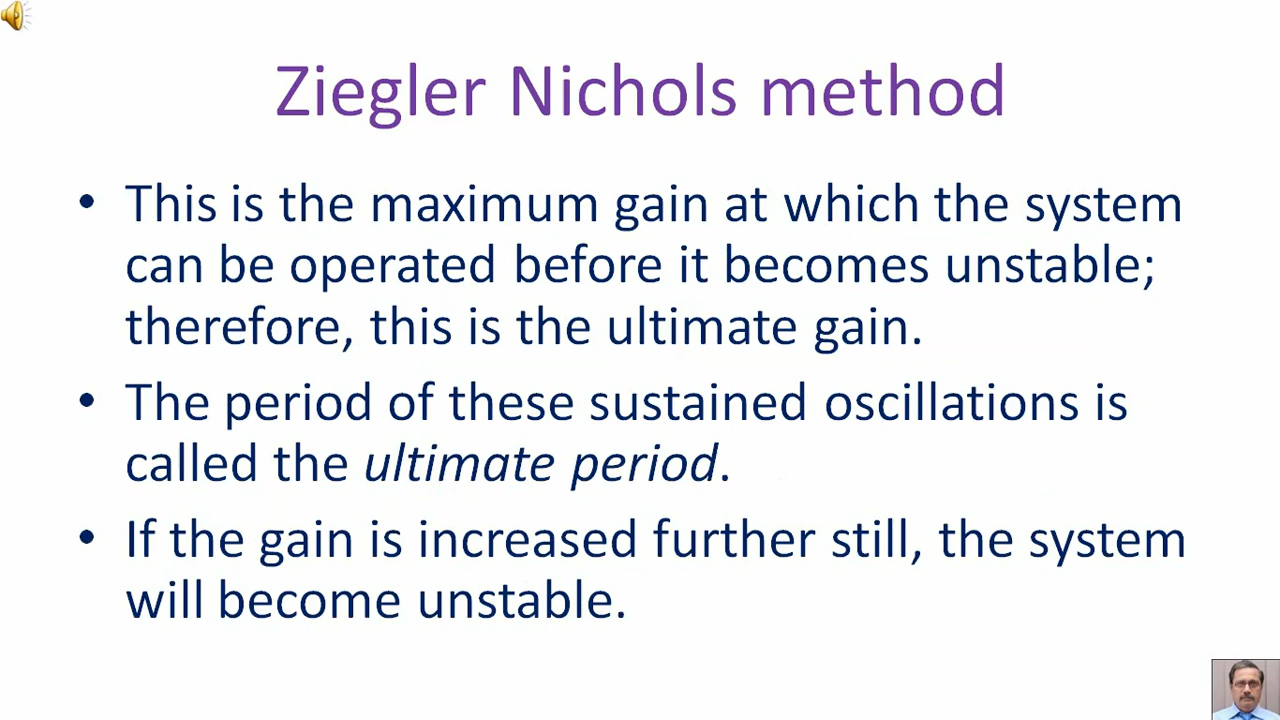 Ziegler Nichols method
• This is the maximum gain at which the system
can be operated before it becomes unstable;
therefore, this is the ultimate gain.
• The period of these sustained oscillations is
called the ultimate period.
• If the gain is increased further still, the system
will become unstable.